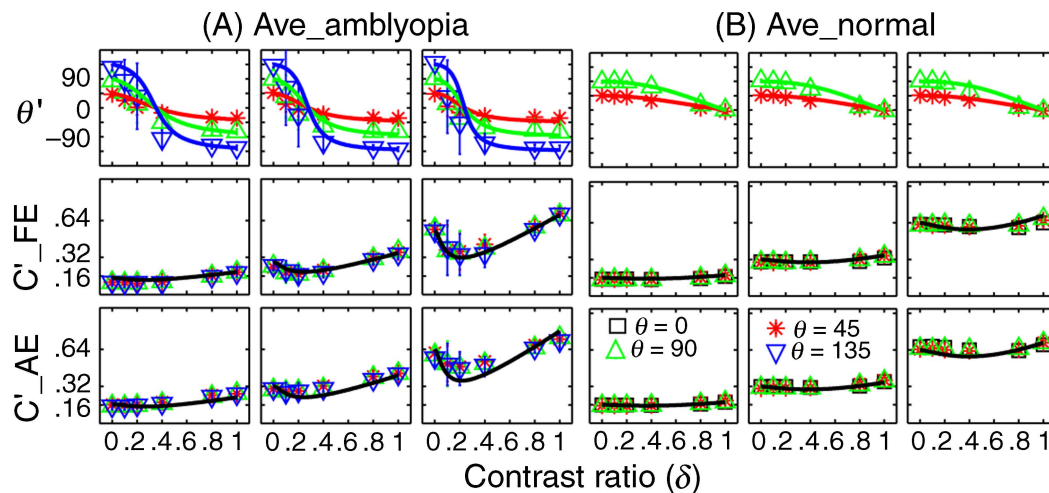 (A) Ave_amblyopia
(B) Ave_normal
θ'
90
0
−90
C'_FE
.64
.32
.16
C'_AE
.64
.32
.16
θ = 0
θ = 90
θ = 45
θ = 135
0 .2 .4 .6 .8 1
0 .2 .4 .6 .8 1
0 .2 .4 .6 .8 1
0 .2 .4 .6 .8 1
0 .2 .4 .6 .8 1
0 .2 .4 .6 .8 1
Contrast ratio (δ)